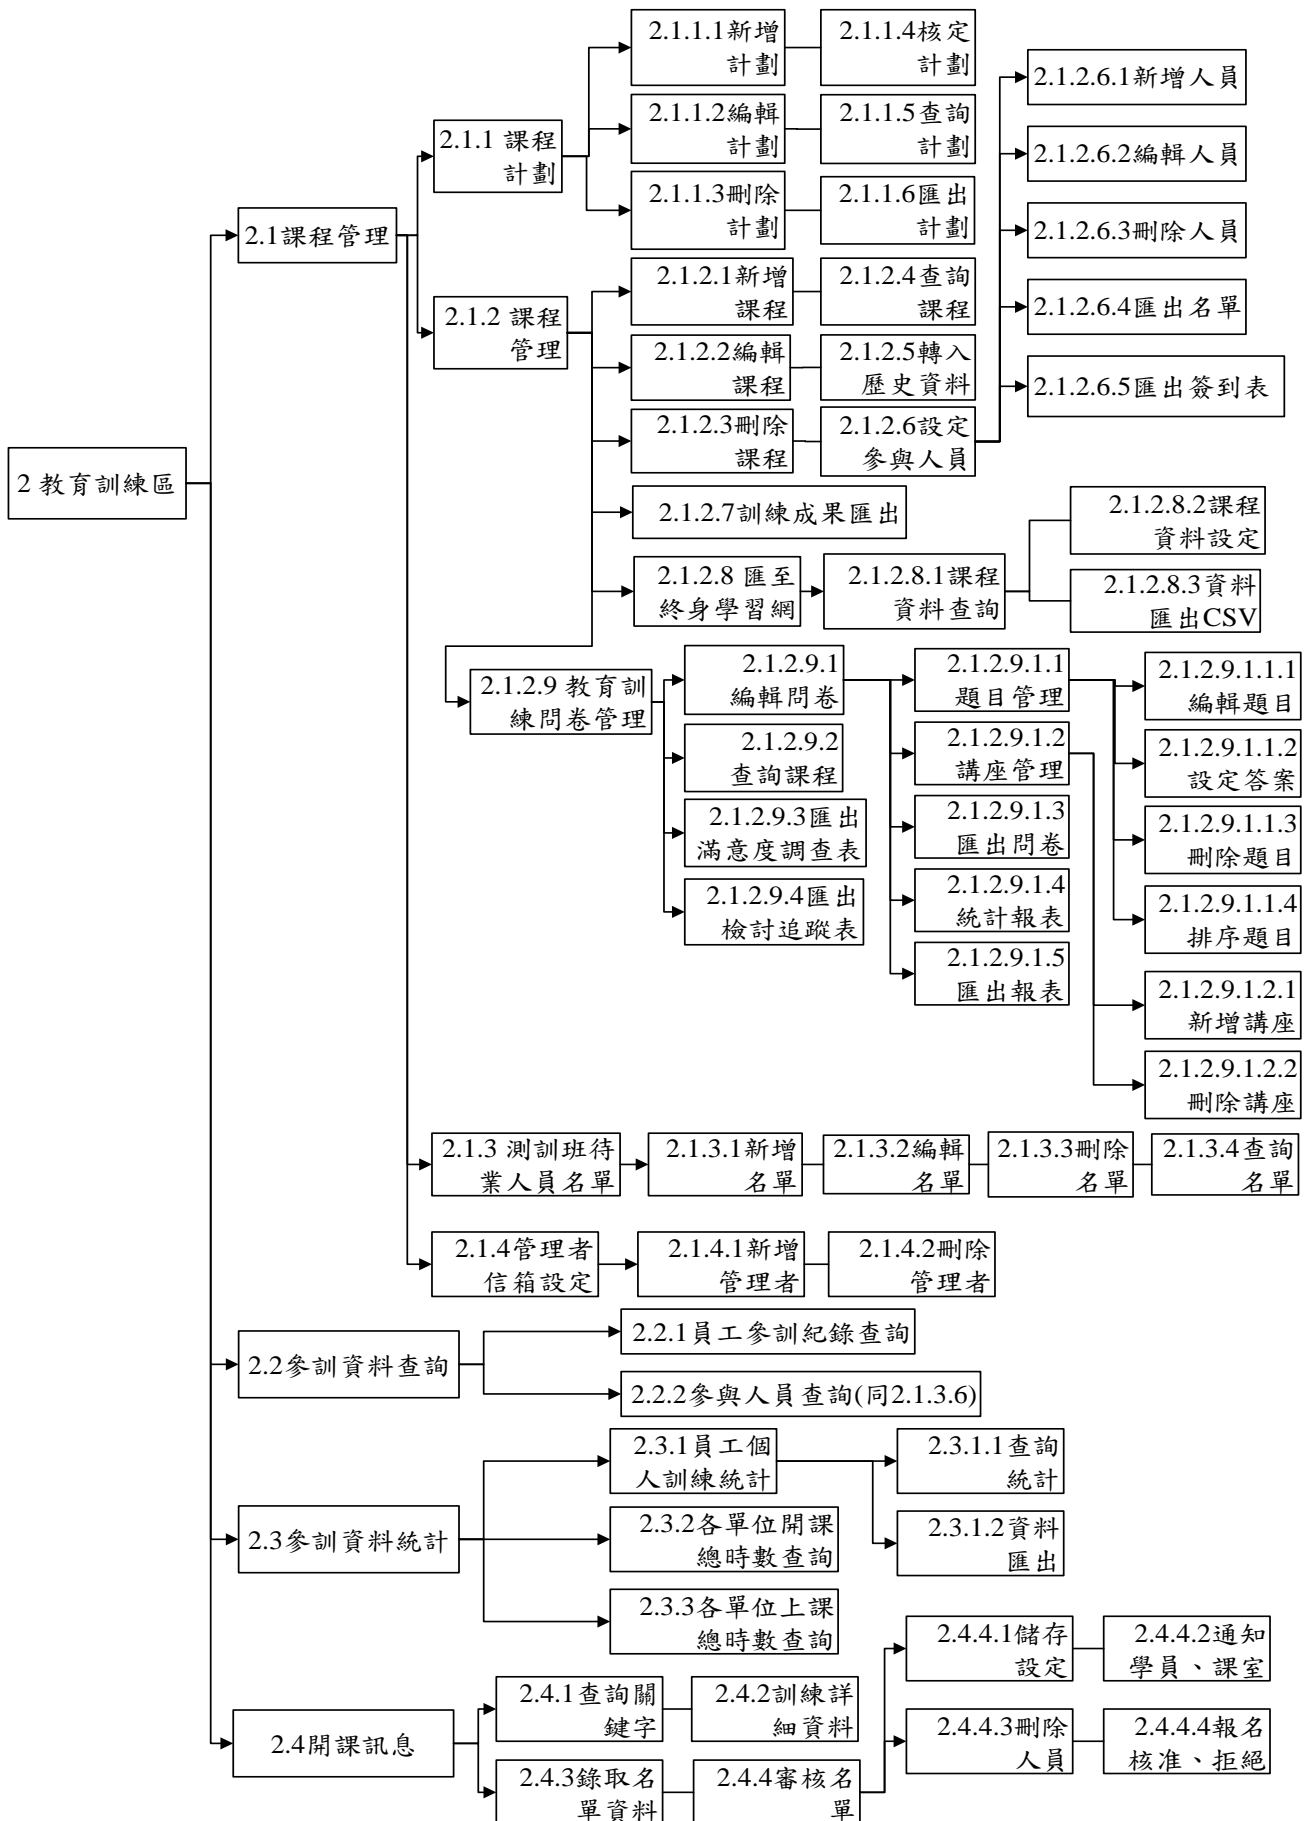 2.1.1.1新增
計劃
2.1.1.4核定
計劃
2.1.2.6.1新增人員
2.1.1 課程
計劃
2.1.1.2編輯
計劃
2.1.1.5查詢
計劃
2.1.2.6.2編輯人員
2.1課程管理
2.1.1.3刪除
計劃
2.1.1.6匯出
計劃
2.1.2.6.3刪除人員
2.1.2 課程
管理
2.1.2.1新增
課程
2.1.2.4查詢
課程
2.1.2.6.4匯出名單
2.1.2.2編輯
課程
2.1.2.5轉入
歷史資料
2.1.2.6.5匯出簽到表
2.1.2.3刪除
課程
2.1.2.6設定
參與人員
2 教育訓練區
2.1.2.7訓練成果匯出
2.1.2.8 匯至
終身學習網
2.1.2.8.1課程
資料查詢
2.1.2.8.2課程
資料設定
2.1.2.8.3資料
匯出CSV
2.1.2.9 教育訓
練問卷管理
2.1.2.9.1
編輯問卷
2.1.2.9.1.1
題目管理
2.1.2.9.1.1.1
編輯題目
2.1.2.9.2
查詢課程
2.1.2.9.1.2
講座管理
2.1.2.9.1.1.2
設定答案
2.1.2.9.3匯出
滿意度調查表
2.1.2.9.1.3
匯出問卷
2.1.2.9.1.1.3
刪除題目
2.1.2.9.4匯出
檢討追蹤表
2.1.2.9.1.4
統計報表
2.1.2.9.1.1.4
排序題目
2.1.2.9.1.5
匯出報表
2.1.2.9.1.2.1
新增講座
2.1.2.9.1.2.2
刪除講座
2.1.3 測訓班待
業人員名單
2.1.3.1新增
名單
2.1.3.2編輯
名單
2.1.3.3刪除
名單
2.1.3.4查詢
名單
2.1.4管理者
信箱設定
2.1.4.1新增
管理者
2.1.4.2刪除
管理者
2.2參訓資料查詢
2.2.1員工參訓紀錄查詢
2.2.2參與人員查詢(同2.1.3.6)
2.3參訓資料統計
2.3.1員工個
人訓練統計
2.3.1.1查詢
統計
2.3.2各單位開課
總時數查詢
2.3.1.2資料
匯出
2.3.3各單位上課
總時數查詢
2.4開課訊息
2.4.1查詢關
鍵字
2.4.2訓練詳
細資料
2.4.4.1儲存
設定
2.4.4.2通知
學員、課室
2.4.3錄取名
單資料
2.4.4審核名
單
2.4.4.3刪除
人員
2.4.4.4報名
核准、拒絕